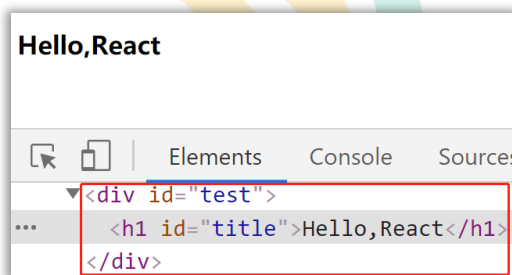 Hello,React
Elements Console Sources
▼<div id="test">
••• <h1 id="title">Hello,React</h1>
</div>